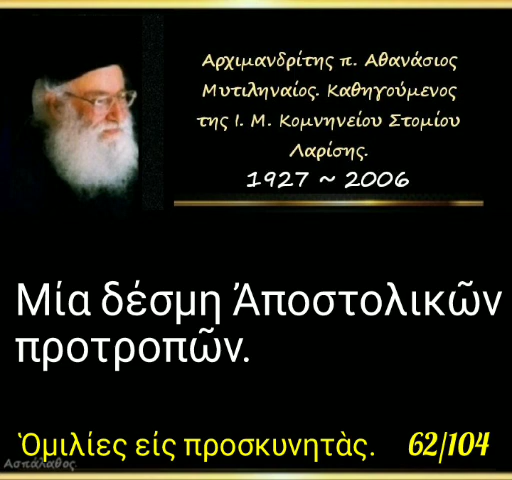 Αρχιμανδρίτης π. Αθανάσιος
Μυτιληναίος. Καθηγούμενος
της Ι. Μ. Κομνηνείου Στομίου
Λαρίσης.
1927 ~ 2006
Μία δέσμη Ἀποστολικῶν
προτροπῶν.
Ὁμιλίες εἰς προσκυνητὰς. 62/104
Ασπάλαθος